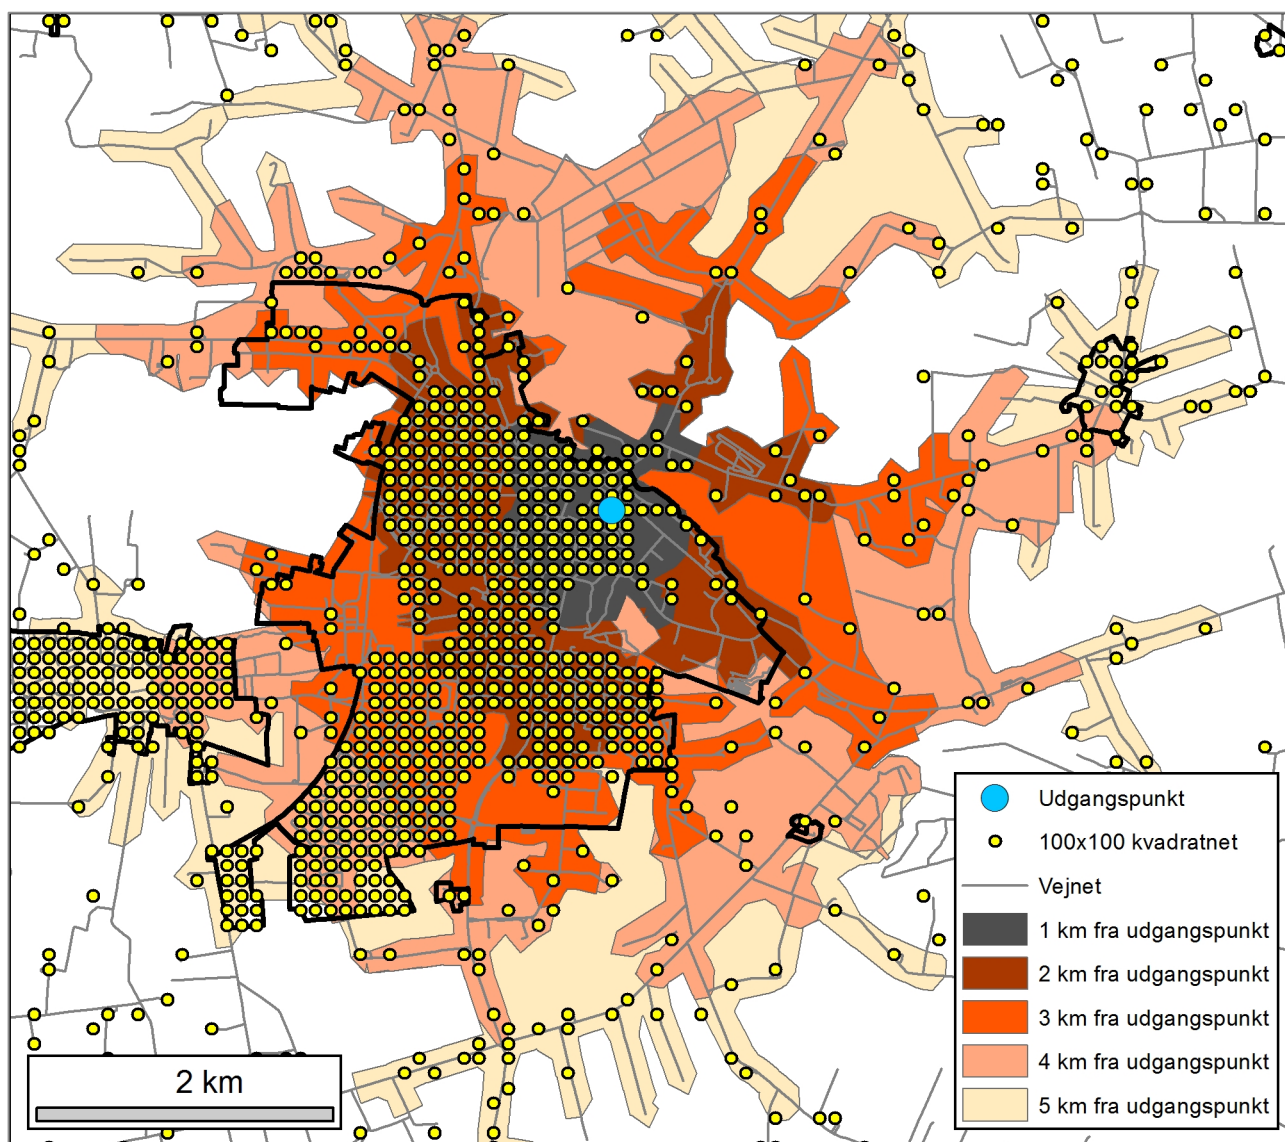 Udgangspunkt
100x100 kvadratnet
Vejnet
1 km fra udgangspunkt
2 km fra udgangspunkt
3 km fra udgangspunkt
4 km fra udgangspunkt
5 km fra udgangspunkt
2 km